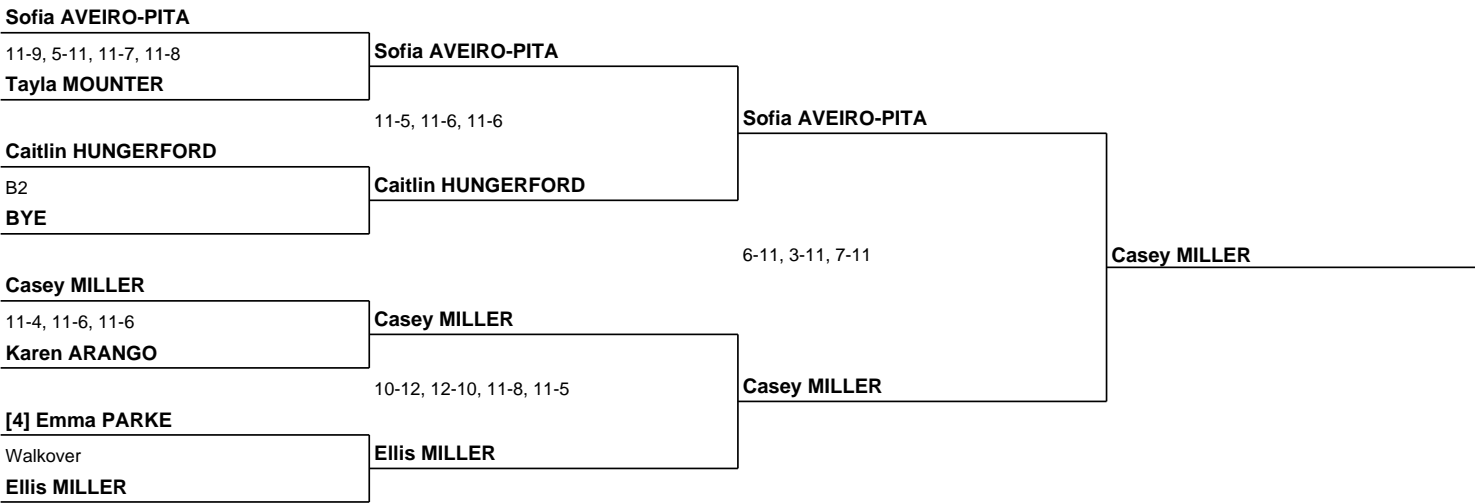 Sofia AVEIRO-PITA
11-9, 5-11, 11-7, 11-8
Tayla MOUNTER
Caitlin HUNGERFORD
B2
BYE
Casey MILLER
11-4, 11-6, 11-6
Karen ARANGO
[4] Emma PARKE
Walkover
Ellis MILLER
Sofia AVEIRO-PITA
11-5, 11-6, 11-6
Caitlin HUNGERFORD
Casey MILLER
10-12, 12-10, 11-8, 11-5
Ellis MILLER
Sofia AVEIRO-PITA
6-11, 3-11, 7-11
Casey MILLER
Casey MILLER